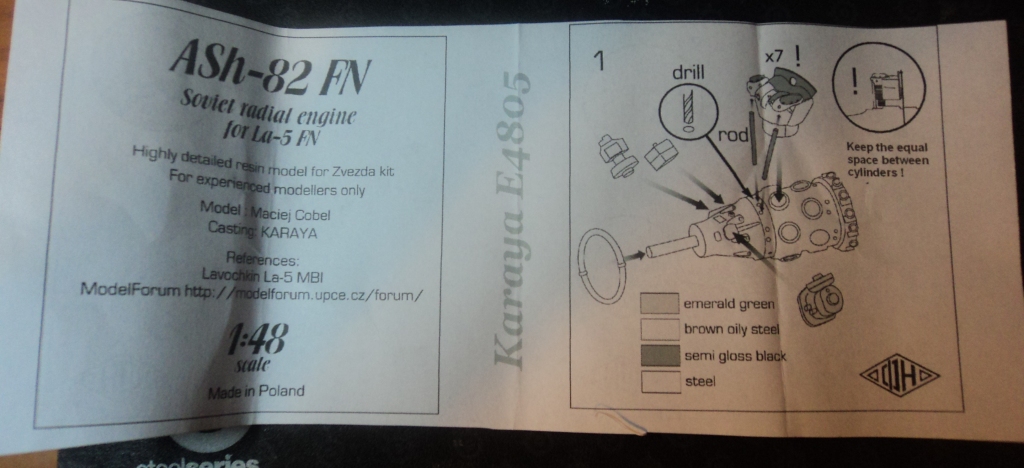 ASh-82 FN
Soviet radial engine
for La-5 FN
Highly detailed resin model for Zvezda kit
For experienced modellers only
Model : Maciej Cobel
Casting: KARAYA
References:
Lavochkin La-5 MBI
ModelForum http://modelforum.upce.cz/forum/
1:48
scale
Made in Poland
Karaya E4805
1
drill
x7 !
rod
!
Keep the equal
space between
cylinders !
emerald green
brown oily steel
semi gloss black
steel
steelseries